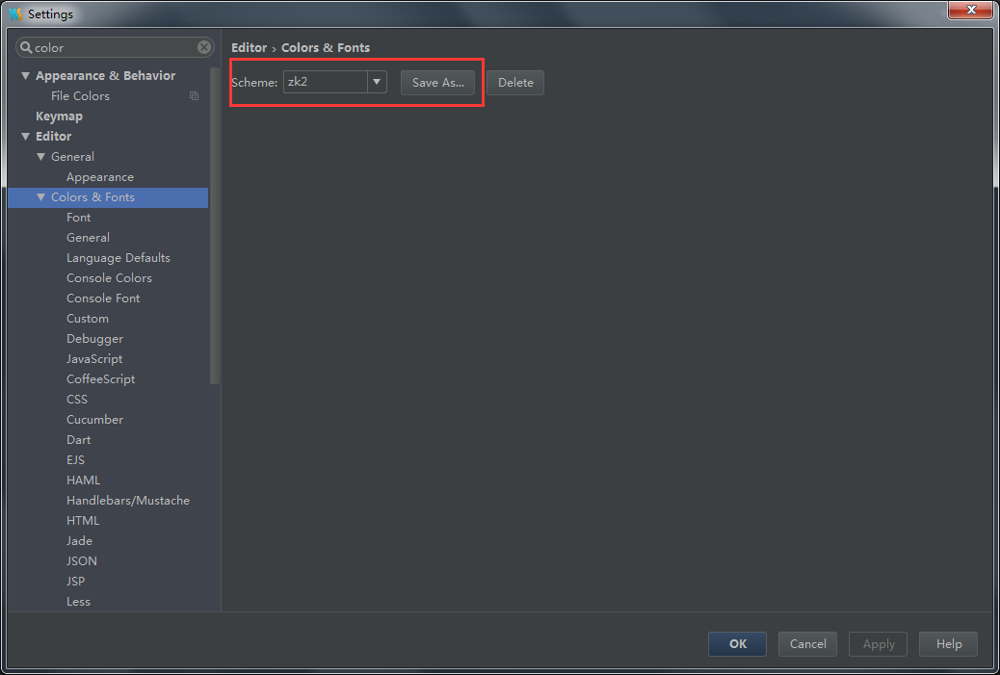 Settings
color
Appearance & Behavior
File Colors
Keymap
Editor
General
Appearance
Colors & Fonts
Font
General
Language Defaults
Console Colors
Console Font
Custom
Debugger
JavaScript
CoffeeScript
CSS
Cucumber
Dart
EJS
HAML
Handlebars/Mustache
HTML
Jade
JSON
JSP
Less
Editor › Colors & Fonts
Scheme: zk2 Save As... Delete
OK Cancel Apply Help